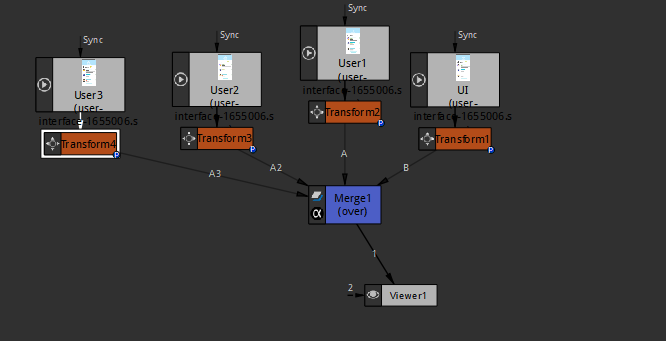 Sync
Sync
Sync
Sync
User3
(user-
interface-1655006.s
Transform4
User2
(user-
interface-1655006.s
Transform3
User1
(user-
interface-1655006.s
Transform2
UI
(user-
interface-1655006.s
Transform1
P
P
P
P
A3
A2
A
B
Merge1
(over)
α
1
2
Viewer1